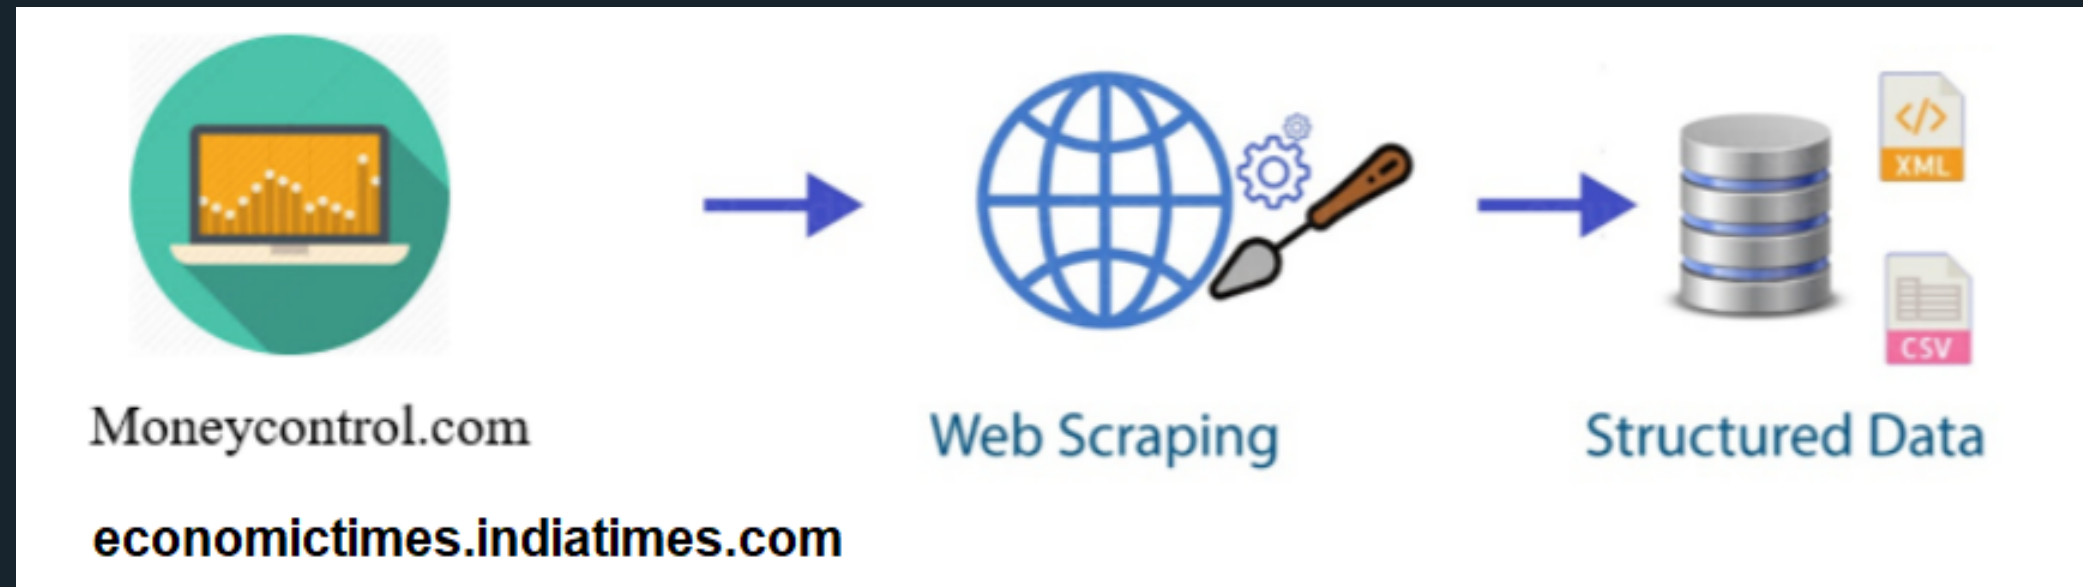 XML
CSV
Moneycontrol.com
Web Scraping
Structured Data
economictimes.indiatimes.com